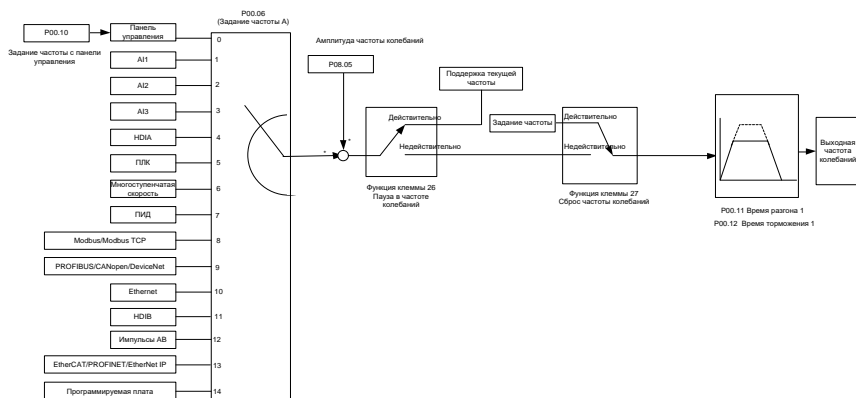 P00.06
(Задание частоты А)
P00.10
Панель
управления
0
Задание частоты с панели
управления
AI1
1
AI2
2
AI3
3
HDIA
4
ПЛК
5
Многоступенчатая
скорость
6
ПИД
7
Modbus/Modbus TCP
8
PROFIBUS/CANopen/DeviceNet
9
Ethernet
10
HDIB
11
Импульсы АВ
12
EtherCAT/PROFINET/EtherNet IP
13
Программируемая плата
14
Амплитуда частоты колебаний
P08.05
+
+
Поддержка текущей
частоты
Действительно
Недействительно
Функция клеммы 26
Пауза в частоте
колебаний
Задание частоты
Действительно
Недействительно
Функция клеммы 27
Сброс частоты колебаний
P00.11 Время разгона 1
P00.12 Время торможения 1
Выходная
частота
колебаний